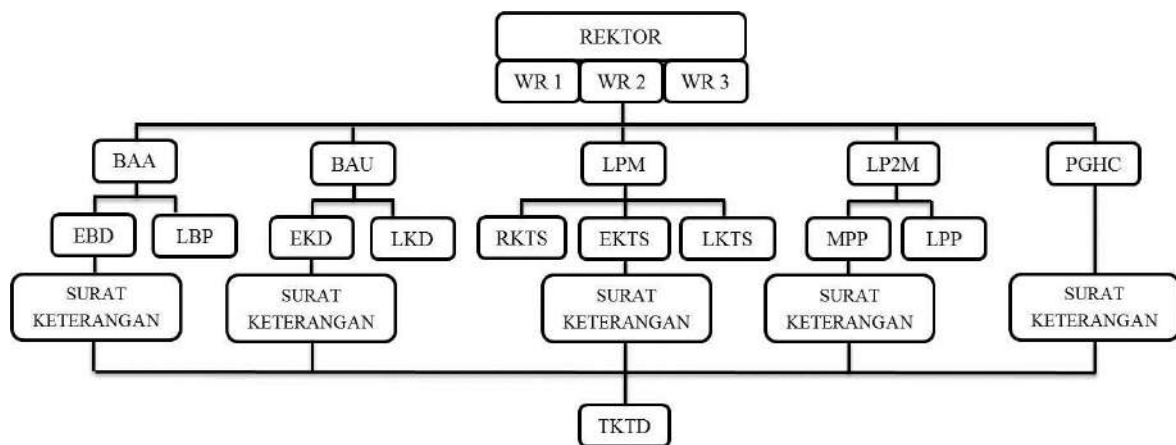 REKTOR
WR 1 WR 2 WR 3
BAA BAU LPM LP2M PGHC
EBD LBP EKD LKD RKTS EKTS LKTS MPP LPP
SURAT
KETERANGAN
SURAT
KETERANGAN
SURAT
KETERANGAN
SURAT
KETERANGAN
SURAT
KETERANGAN
TKTD